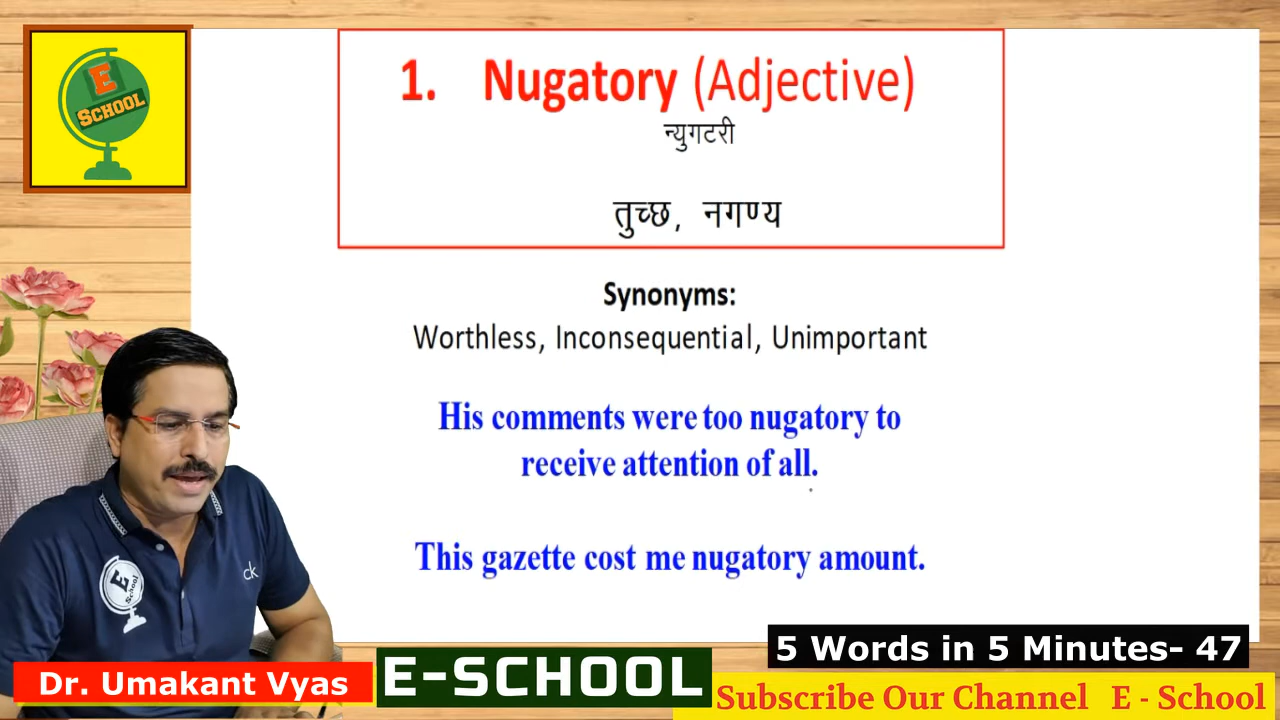 E
SCHOOL
1. Nugatory (Adjective)
न्युगटरी
तुच्छ, नगण्य
Synonyms:
Worthless, Inconsequential, Unimportant
His comments were too nugatory to
receive attention of all.
This gazette cost me nugatory amount.
ck
E
School
5 Words in 5 Minutes- 47
Dr. Umakant Vyas
E-SCHOOL
Subscribe Our Channel E - School